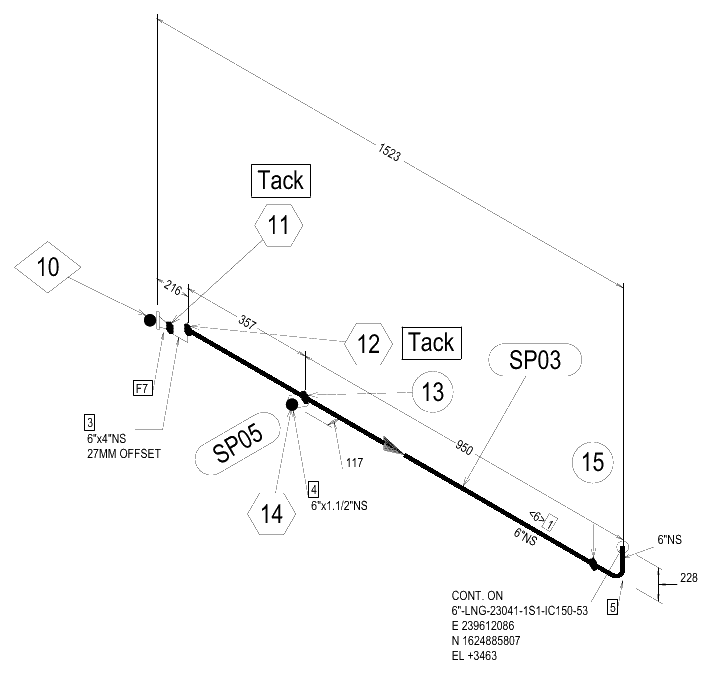 1523
Tack
11
10
216
357
12
Tack
SP03
13
F7
3
6"x4"NS
27MM OFFSET
SP05
117
950
15
4
6"x1.1/2"NS
14
<6> 1
6"NS
6"NS
228
5
CONT. ON
6"-LNG-23041-1S1-IC150-53
E 239612086
N 1624885807
EL +3463